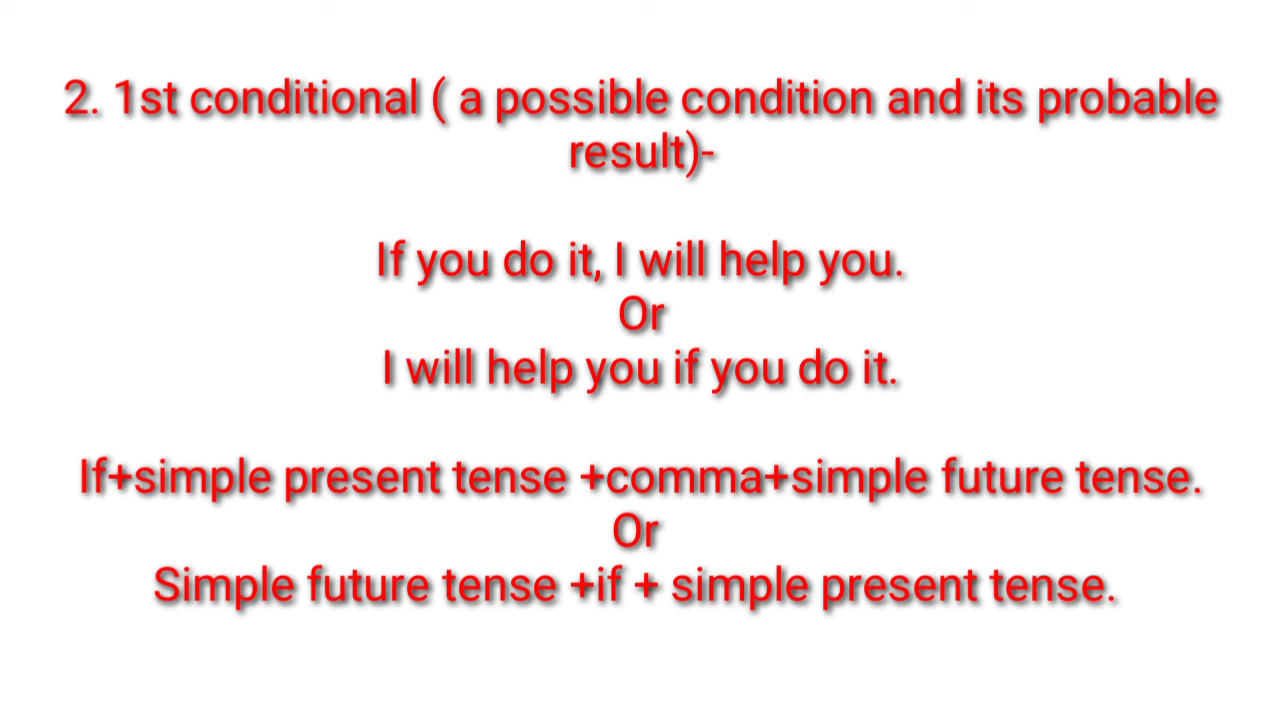 2. 1st conditional ( a possible condition and its probable
result)-
If you do it, I will help you.
Or
I will help you if you do it.
If+simple present tense +comma+simple future tense.
Or
Simple future tense +if + simple present tense.